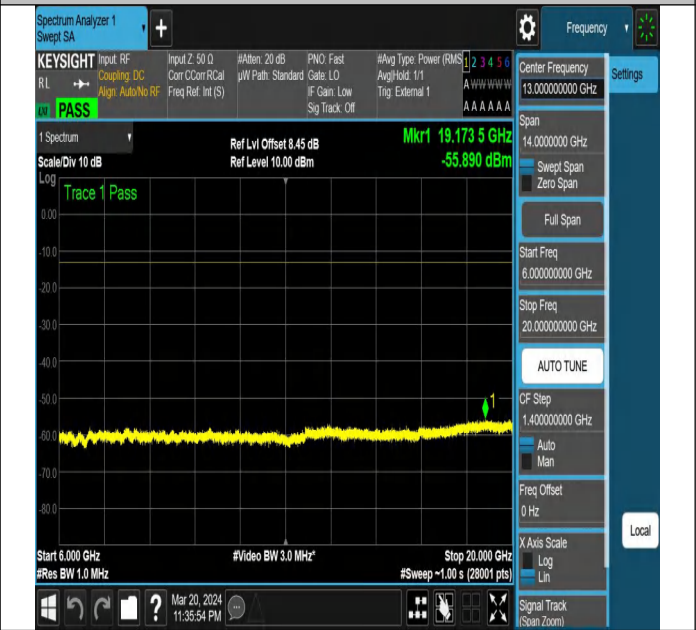 Spectrum Analyzer 1
Swept SA
+
Frequency
KEYSIGHT
RL
PASS
Input: RF
Coupling: DC
Align: Auto/No RF
Input Z: 50 Ω
Corr CCorr RCal
Freq Ref: Int (S)
#Atten: 20 dB
µW Path: Standard
PNO: Fast
Gate: LO
IF Gain: Low
Sig Track: Off
#Avg Type: Power (RMS
Avg|Hold: 1/1
Trig: External 1
1 2 3 4 5 6
A W W W W W
A A A A A A
1 Spectrum
Scale/Div 10 dB
Ref Lvl Offset 8.45 dB
Ref Level 10.00 dBm
Mkr1 19.173 5 GHz
-55.890 dBm
Log
Trace 1 Pass
0.00
-10.0
-20.0
-30.0
-40.0
-50.0
-60.0
-70.0
-80.0
1
Start 6.000 GHz
#Res BW 1.0 MHz
#Video BW 3.0 MHz*
Stop 20.000 GHz
#Sweep ~1.00 s (28001 pts)
Mar 20, 2024
11:35:54 PM
Center Frequency
13.000000000 GHz
Settings
Span
14.0000000 GHz
Swept Span
Zero Span
Full Span
Start Freq
6.000000000 GHz
Stop Freq
20.000000000 GHz
AUTO TUNE
CF Step
1.400000000 GHz
Auto
Man
Freq Offset
0 Hz
X Axis Scale
Log
Lin
Local
Signal Track
(Span Zoom)